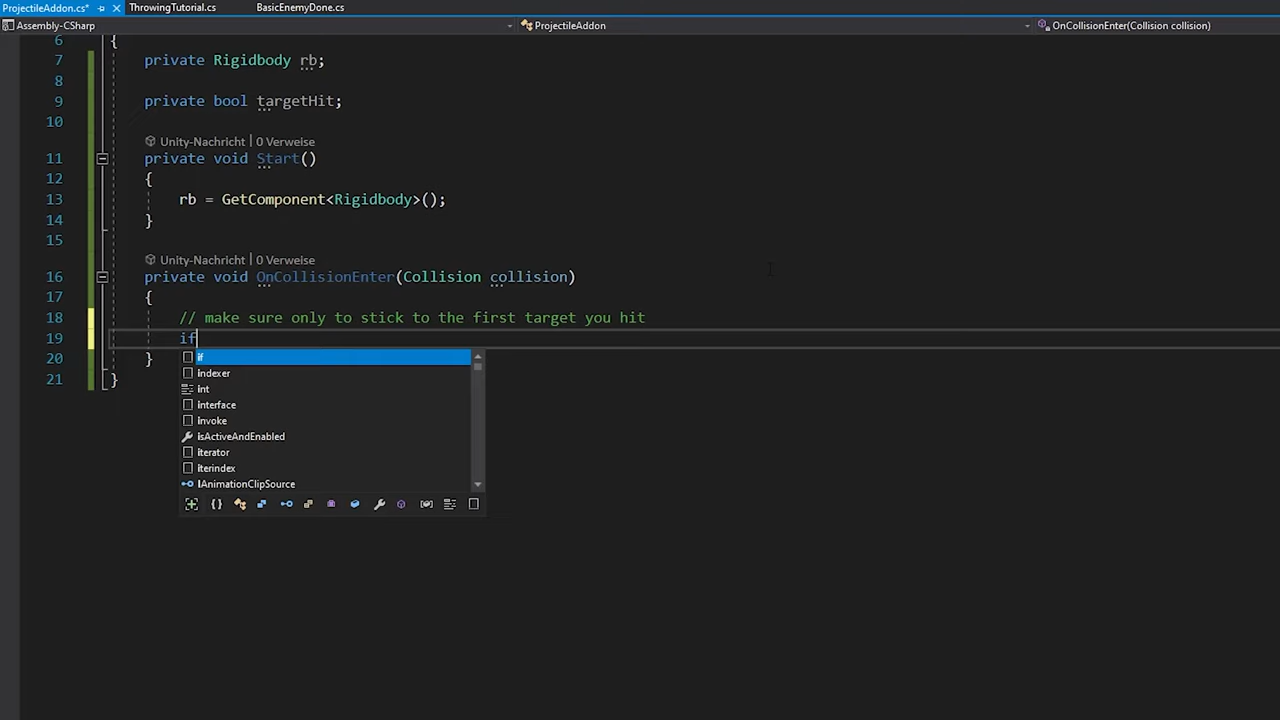 ProjectileAddon.cs* ThrowingTutorial.cs BasicEnemyDone.cs
Assembly-CSharp ProjectileAddon OnCollisionEnter(Collision collision)
6 {
7 private Rigidbody rb;
8
9 private bool targetHit;
10
Unity-Nachricht | 0 Verweise
11 private void Start()
12 {
13 rb = GetComponent<Rigidbody>();
14 }
15
Unity-Nachricht | 0 Verweise
16 private void OnCollisionEnter(Collision collision)
17 {
18 // make sure only to stick to the first target you hit
19 if
20 }
21 }
if
indexer
int
interface
invoke
isActiveAndEnabled
iterator
iterindex
IAnimationClipSource